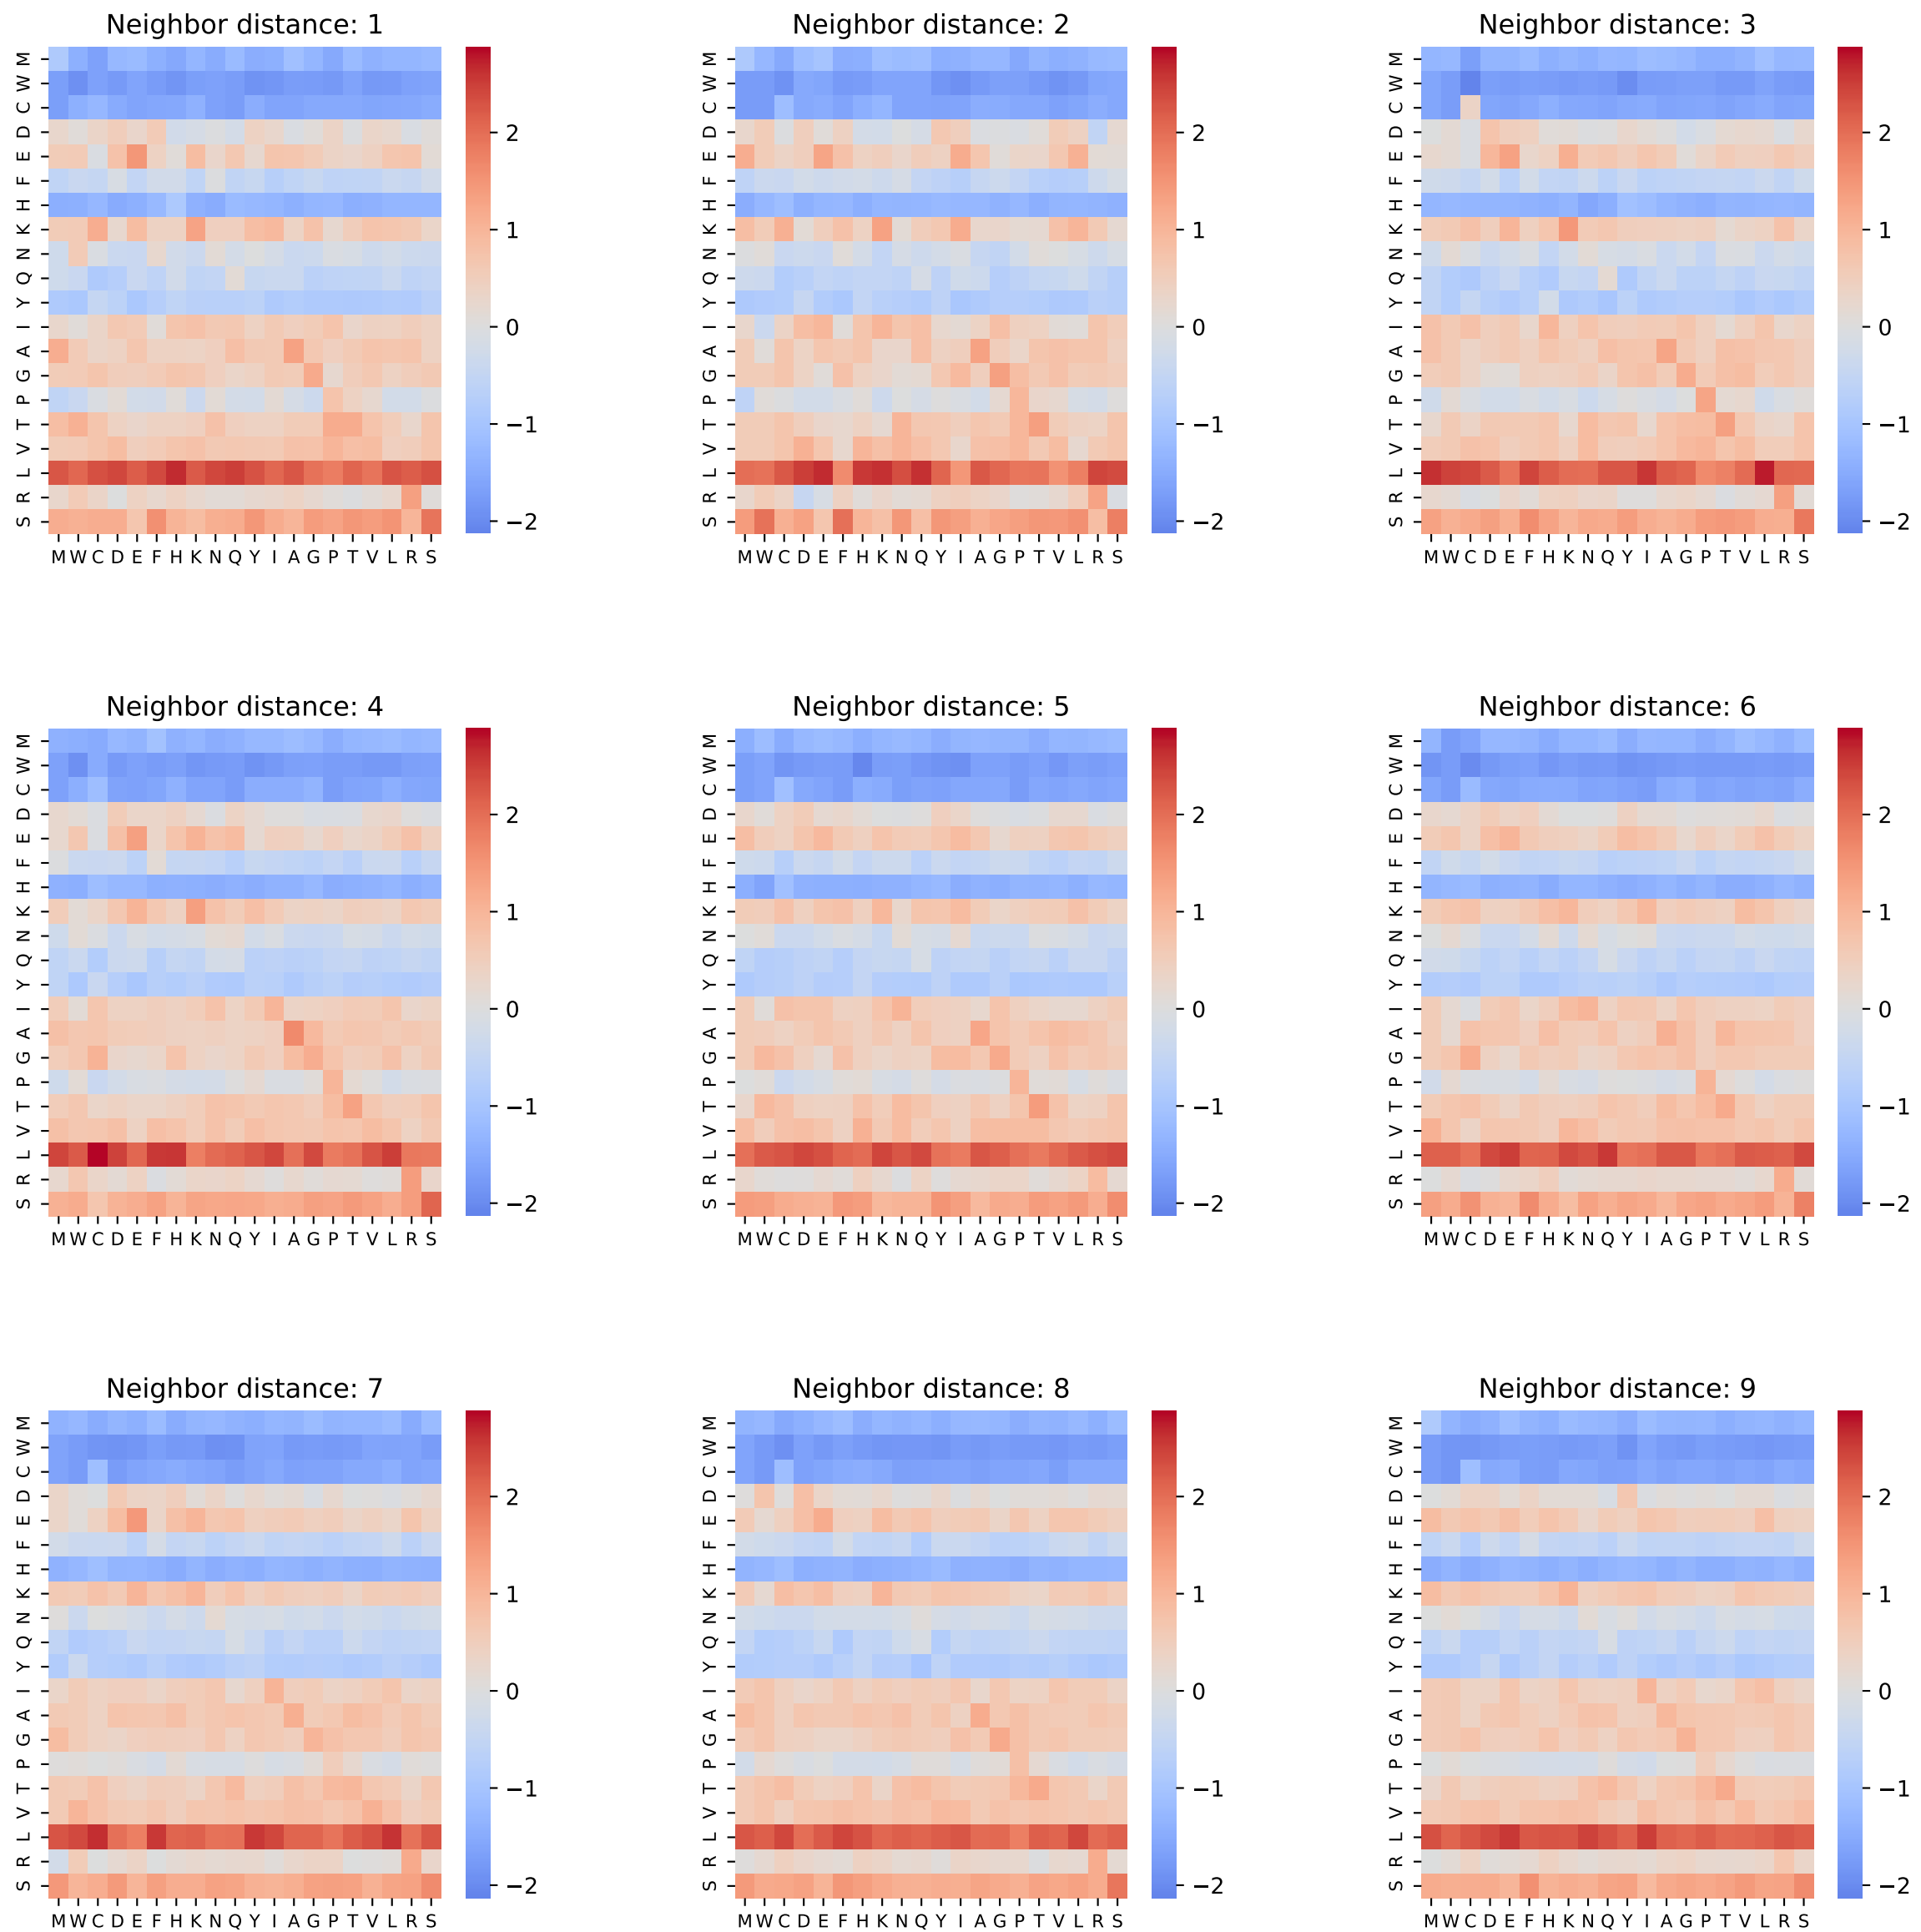 Neighbor distance: 1
M
W
C
D
E
F
H
K
N
Q
Y
I
A
G
P
T
V
L
R
S
M W C D E F H K N Q Y I A G P T V L R S
2
1
0
−1
−2
Neighbor distance: 2
M
W
C
D
E
F
H
K
N
Q
Y
I
A
G
P
T
V
L
R
S
M W C D E F H K N Q Y I A G P T V L R S
2
1
0
−1
−2
Neighbor distance: 3
M
W
C
D
E
F
H
K
N
Q
Y
I
A
G
P
T
V
L
R
S
M W C D E F H K N Q Y I A G P T V L R S
2
1
0
−1
−2
Neighbor distance: 4
M
W
C
D
E
F
H
K
N
Q
Y
I
A
G
P
T
V
L
R
S
M W C D E F H K N Q Y I A G P T V L R S
2
1
0
−1
−2
Neighbor distance: 5
M
W
C
D
E
F
H
K
N
Q
Y
I
A
G
P
T
V
L
R
S
M W C D E F H K N Q Y I A G P T V L R S
2
1
0
−1
−2
Neighbor distance: 6
M
W
C
D
E
F
H
K
N
Q
Y
I
A
G
P
T
V
L
R
S
M W C D E F H K N Q Y I A G P T V L R S
2
1
0
−1
−2
Neighbor distance: 7
M
W
C
D
E
F
H
K
N
Q
Y
I
A
G
P
T
V
L
R
S
M W C D E F H K N Q Y I A G P T V L R S
2
1
0
−1
−2
Neighbor distance: 8
M
W
C
D
E
F
H
K
N
Q
Y
I
A
G
P
T
V
L
R
S
M W C D E F H K N Q Y I A G P T V L R S
2
1
0
−1
−2
Neighbor distance: 9
M
W
C
D
E
F
H
K
N
Q
Y
I
A
G
P
T
V
L
R
S
M W C D E F H K N Q Y I A G P T V L R S
2
1
0
−1
−2